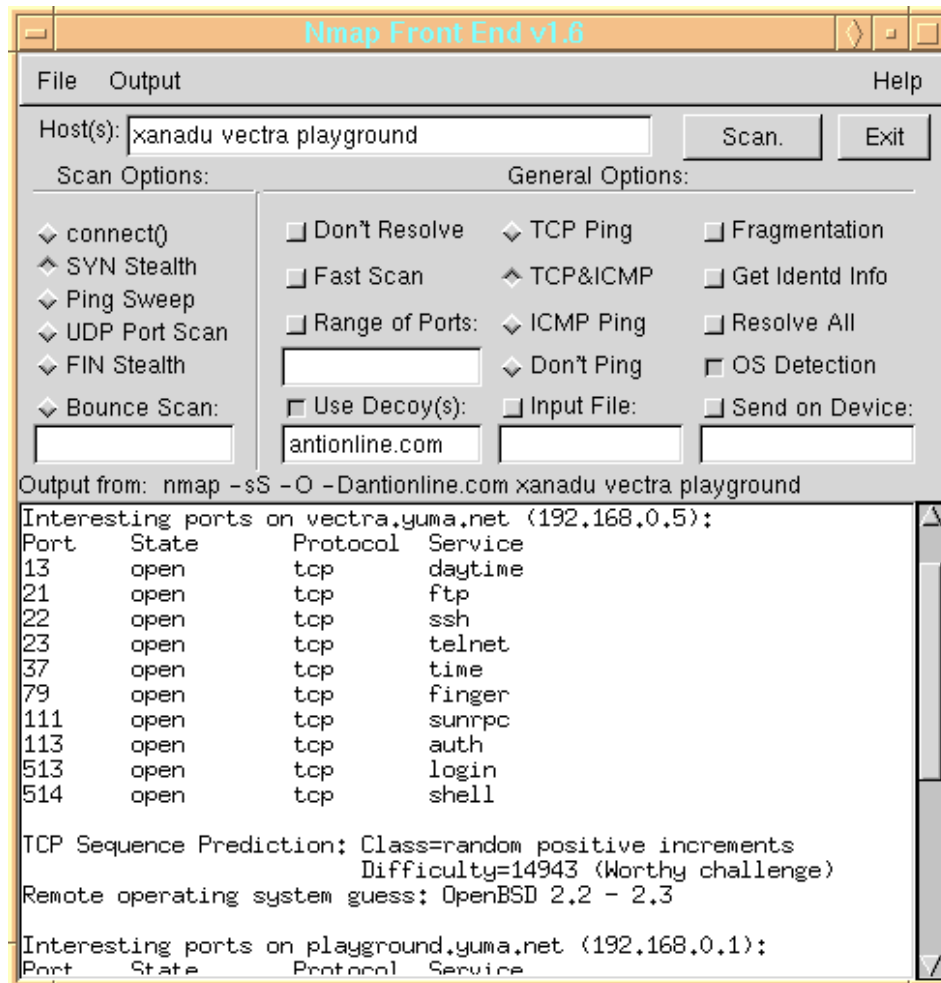 Nmap Front End v1.6
File Output Help
Host(s): xanadu vectra playground Scan. Exit
Scan Options: General Options:
connect() Don't Resolve TCP Ping Fragmentation
SYN Stealth Fast Scan TCP&ICMP Get Identd Info
Ping Sweep Range of Ports: ICMP Ping Resolve All
UDP Port Scan
FIN Stealth Don't Ping OS Detection
Bounce Scan: Use Decoy(s): Input File: Send on Device:
antionline.com
Output from: nmap -sS -O -Dantionline.com xanadu vectra playground
Interesting ports on vectra.yuma.net (192.168.0.5):
Port State Protocol Service
13 open tcp daytime
21 open tcp ftp
22 open tcp ssh
23 open tcp telnet
37 open tcp time
79 open tcp finger
111 open tcp sunrpc
113 open tcp auth
513 open tcp login
514 open tcp shell
TCP Sequence Prediction: Class=random positive increments
Difficulty=14943 (Worthy challenge)
Remote operating system guess: OpenBSD 2.2 - 2.3
Interesting ports on playground.yuma.net (192.168.0.1):
Port State Protocol Service